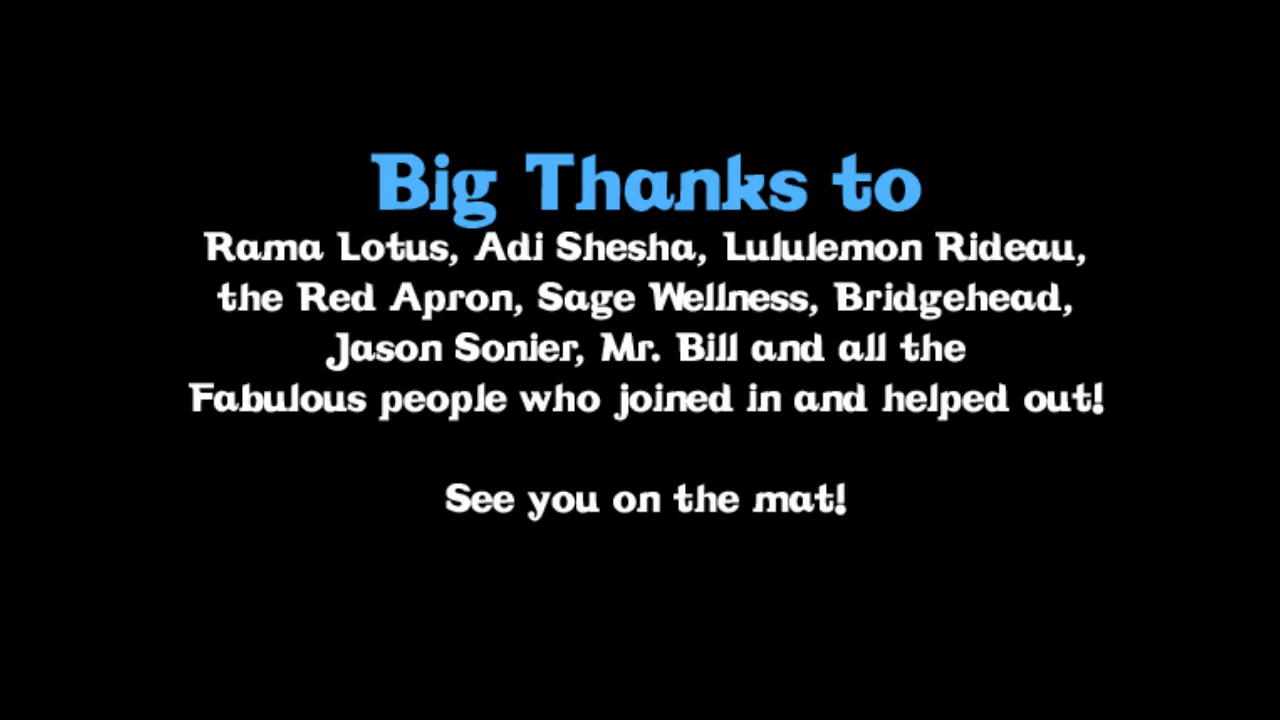 Big Thanks to
Rama Lotus, Adi Shesha, Lululemon Rideau,
the Red Apron, Sage Wellness, Bridgehead,
Jason Sonier, Mr. Bill and all the
Fabulous people who joined in and helped out!
See you on the mat!